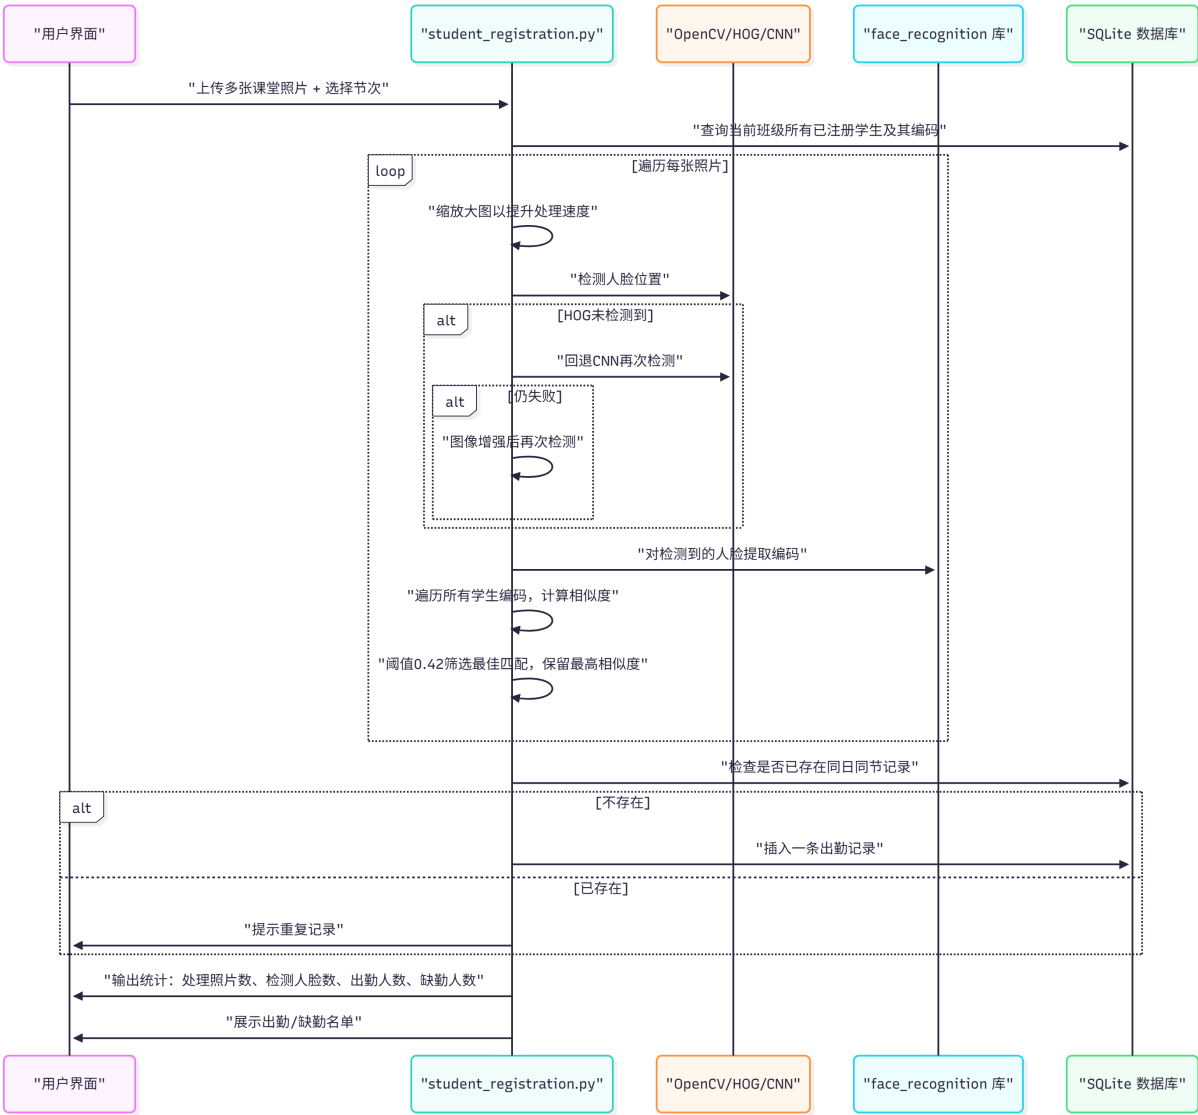 "用户界面"
"student_registration.py"
"OpenCV/HOG/CNN"
"face_recognition 库"
"SQLite 数据库"
"上传多张课堂照片 + 选择节次"
"查询当前班级所有已注册学生及其编码"
loop
[遍历每张照片]
"缩放大图以提升处理速度"
"检测人脸位置"
alt
[HOG未检测到]
"回退CNN再次检测"
alt
[仍失败]
"图像增强后再次检测"
"对检测到的人脸提取编码"
"遍历所有学生编码，计算相似度"
"阈值0.42筛选最佳匹配，保留最高相似度"
"检查是否已存在同日同节记录"
alt
[不存在]
"插入一条出勤记录"
[已存在]
"提示重复记录"
"输出统计：处理照片数、检测人脸数、出勤人数、缺勤人数"
"展示出勤/缺勤名单"
"用户界面"
"student_registration.py"
"OpenCV/HOG/CNN"
"face_recognition 库"
"SQLite 数据库"